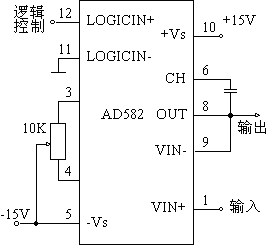 逻辑
控制
12
LOGICIN+
10
+15V
+Vs
11
LOGICIN-
CH
6
3
AD582
OUT
8
输出
10K
VIN-
9
4
VIN+
1
输入
-15V
5
-Vs